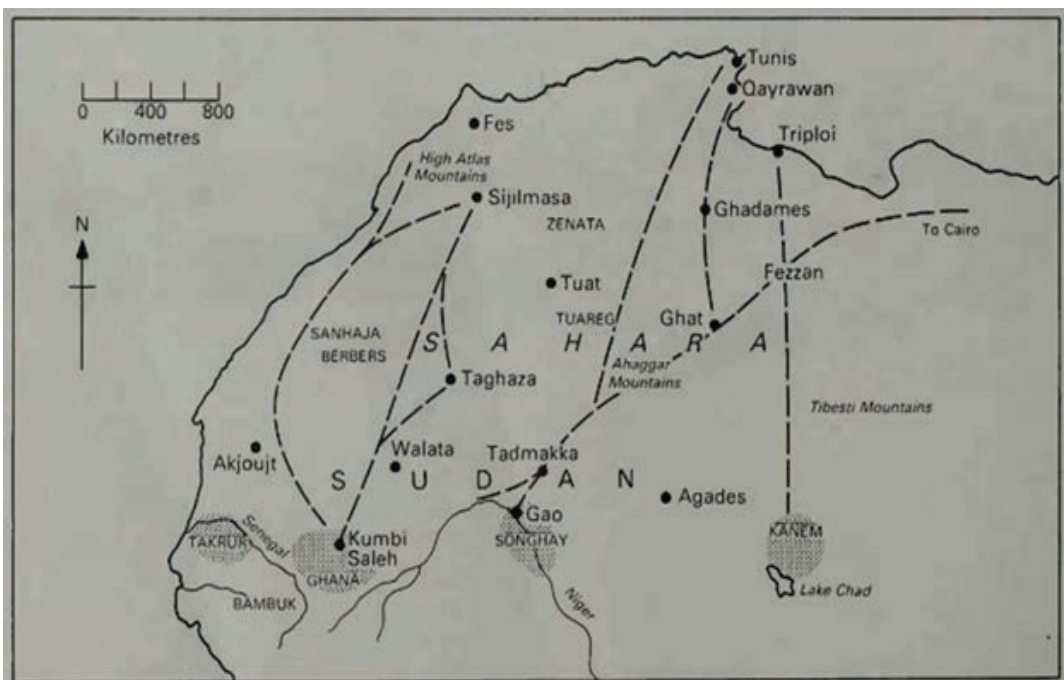 Tunis
Qayrawan
0 400 800
Kilometres
Fes
Triploi
High Atlas
Mountains
Sijilmasa
Ghadames
N
ZENATA
To Cairo
Fezzan
Tuat
TUAREG
Ghat
SANHAJA
BERBERS
S A H A R A
Ahaggar
Mountains
Taghaza
Tibesti Mountains
Walata
Tadmakka
Akjoujt
S U D A N
Agades
Gao
Senegal
TAKRUR
Kumbi
Saleh
SONGHAY
KANEM
GHANA
Lake Chad
BAMBUK
Niger